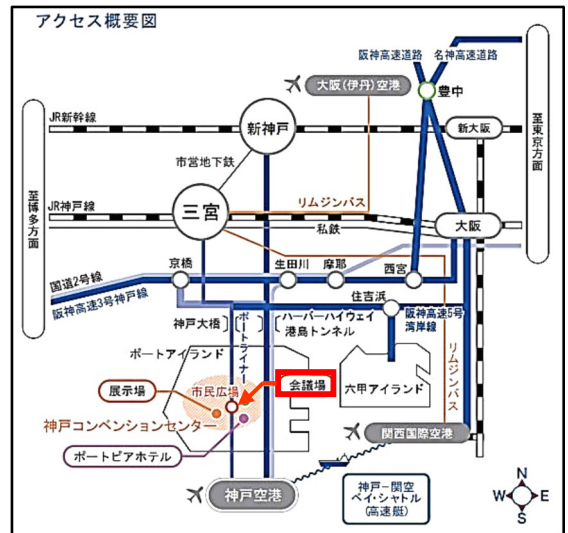 アクセス概要図
阪神高速道路
名神高速道路
大阪(伊丹)空港
豊中
JR新幹線
新神戸
新大阪
至東京方面
市営地下鉄
至博多方面
JR神戸線
三宮
リムジンバス
私鉄
大阪
京橋
生田川
摩耶
西宮
国道2号線
阪神高速3号神戸線
住吉浜
神戸大橋
ポートライナー
ハーバーハイウェイ
港島トンネル
阪神高速5号
湾岸線
ポートアイランド
リムジンバス
展示場
市民広場
会議場
六甲アイランド
神戸コンベンションセンター
ポートピアホテル
関西国際空港
神戸空港
神戸-関空
ベイ・シャトル
(高速艇)
N
W
E
S